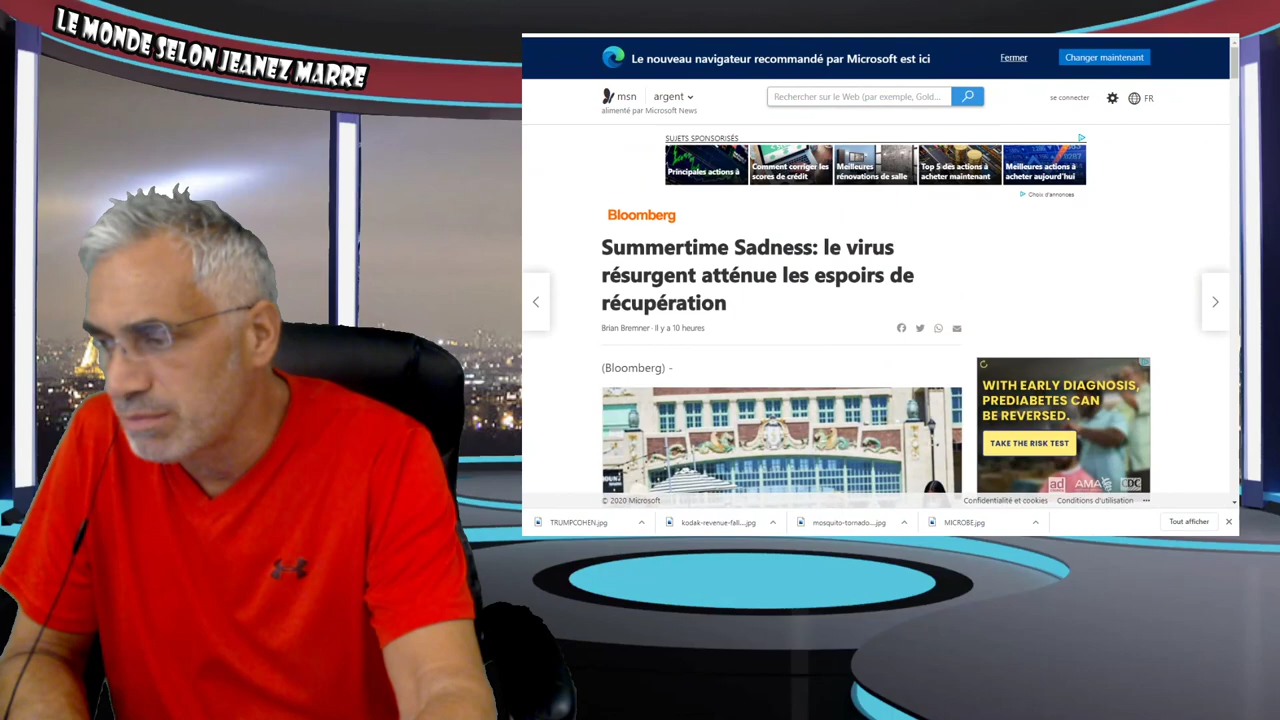 LE MONDE SELON JEANEZ MARRE
Le nouveau navigateur recommandé par Microsoft est ici
Fermer
Changer maintenant
msn
argent
alimenté par Microsoft News
Rechercher sur le Web (par exemple, Gold...
se connecter
FR
SUJETS SPONSORISÉS
Principales actions à
Comment corriger les
scores de crédit
Meilleures
rénovations de salle
Top 5 des actions à
acheter maintenant
Meilleures actions à
acheter aujourd'hui
Choix d'annonces
Bloomberg
Summertime Sadness: le virus
résurgent atténue les espoirs de
récupération
Brian Bremner · Il y a 10 heures
(Bloomberg) -
WITH EARLY DIAGNOSIS,
PREDIABETES CAN
BE REVERSED.
TAKE THE RISK TEST
ad AMA CDC
© 2020 Microsoft
Confidentialité et cookies
Conditions d'utilisation
TRUMPCOHEN.jpg
kodak-revenue-fall....jpg
mosquito-tornado....jpg
MICROBE.jpg
Tout afficher